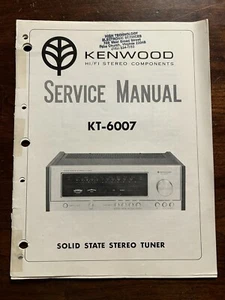 KENWOOD
HI/FI STEREO COMPONENTS
SERVICE MANUAL
KT-6007
SOLID STATE STEREO TUNER